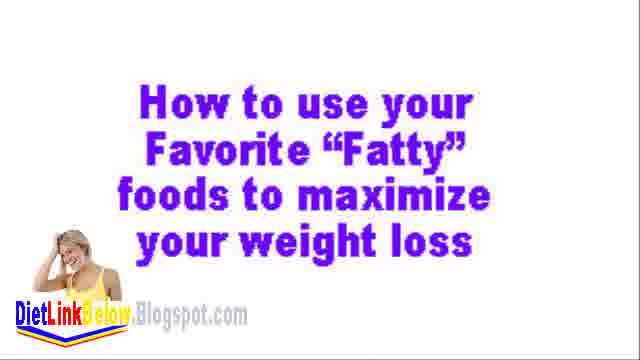 How to use your
Favorite “Fatty”
foods to maximize
your weight loss
DietLinkBelow.Blogspot.com